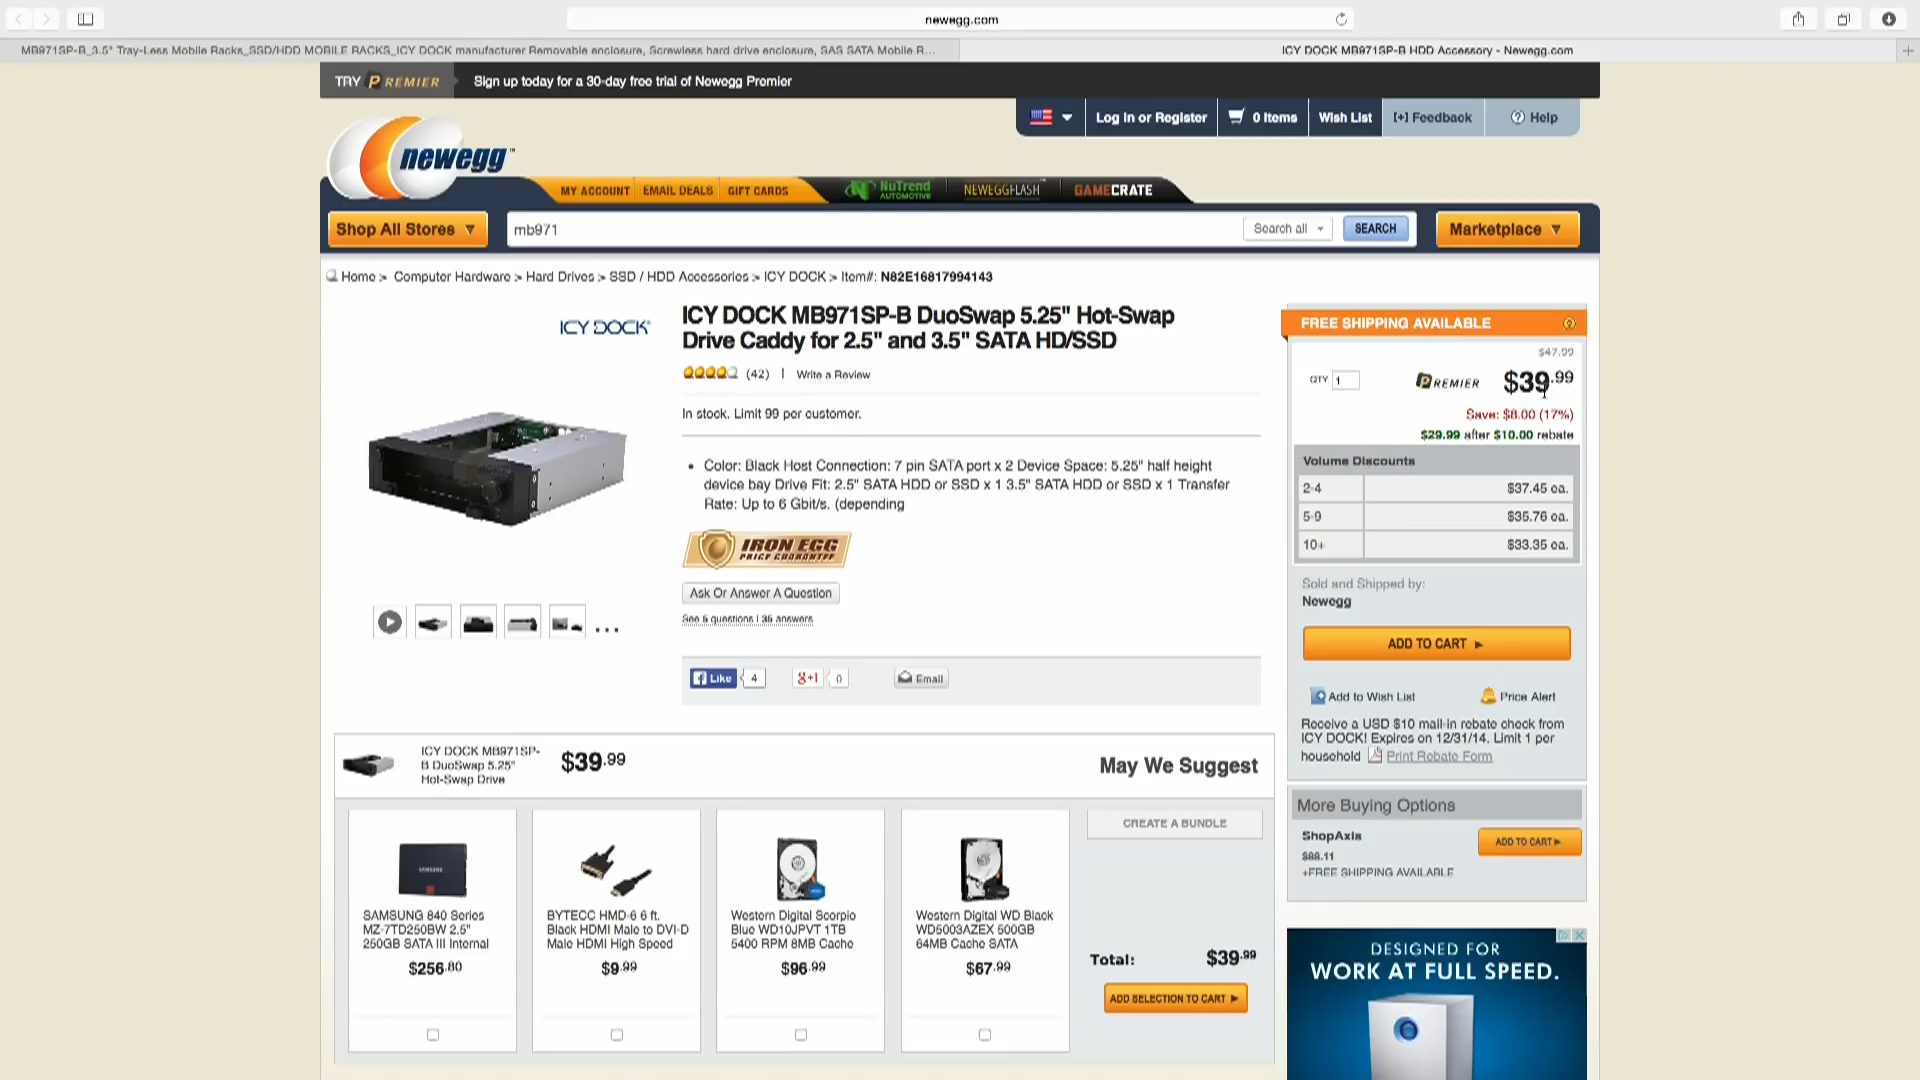 newegg.com
MB971SP-B_3.5" Tray-Less Mobile Racks_SSD/HDD MOBILE RACKS_ICY DOCK manufacturer Removable enclosure, Screwless hard drive enclosure, SAS SATA Mobile R...
ICY DOCK MB971SP-B HDD Accessory - Newegg.com
TRY PREMIER
Sign up today for a 30-day free trial of Newegg Premier
Log in or Register
0 Items
Wish List
[+] Feedback
Help
newegg™
MY ACCOUNT
EMAIL DEALS
GIFT CARDS
NuTrend AUTOMOTIVE
NEWEGGFLASH
GAMECRATE
Shop All Stores
mb971
Search all
SEARCH
Marketplace
Home > Computer Hardware > Hard Drives > SSD / HDD Accessories > ICY DOCK > Item#: N82E16817994143
ICY DOCK
ICY DOCK MB971SP-B DuoSwap 5.25" Hot-Swap
Drive Caddy for 2.5" and 3.5" SATA HD/SSD
(42) | Write a Review
In stock. Limit 99 per customer.
• Color: Black Host Connection: 7 pin SATA port x 2 Device Space: 5.25" half height
device bay Drive Fit: 2.5" SATA HDD or SSD x 1 3.5" SATA HDD or SSD x 1 Transfer
Rate: Up to 6 Gbit/s. (depending
IRON EGG
PRICE GUARANTEE
Ask Or Answer A Question
See 5 questions | 35 answers
...
Like
4
g+1
0
Email
FREE SHIPPING AVAILABLE
$47.99
QTY 1
PREMIER
$39.99
Save: $8.00 (17%)
$29.99 after $10.00 rebate
Volume Discounts
2-4 $37.45 ea.
5-9 $35.76 ea.
10+ $33.35 ea.
Sold and Shipped by:
Newegg
ADD TO CART
Add to Wish List
Price Alert
Receive a USD $10 mail-in rebate check from
ICY DOCK! Expires on 12/31/14. Limit 1 per
household Print Rebate Form
More Buying Options
ShopAxis
$88.11
+FREE SHIPPING AVAILABLE
ADD TO CART
ICY DOCK MB971SP-
B DuoSwap 5.25"
Hot-Swap Drive
$39.99
May We Suggest
SAMSUNG 840 Series
MZ-7TD250BW 2.5"
250GB SATA III Internal
$256.80
BYTECC HMD-6 6 ft.
Black HDMI Male to DVI-D
Male HDMI High Speed
$9.99
Western Digital Scorpio
Blue WD10JPVT 1TB
5400 RPM 8MB Cache
$96.99
Western Digital WD Black
WD5003AZEX 500GB
64MB Cache SATA
$67.99
CREATE A BUNDLE
Total: $39.99
ADD SELECTION TO CART
DESIGNED FOR
WORK AT FULL SPEED.